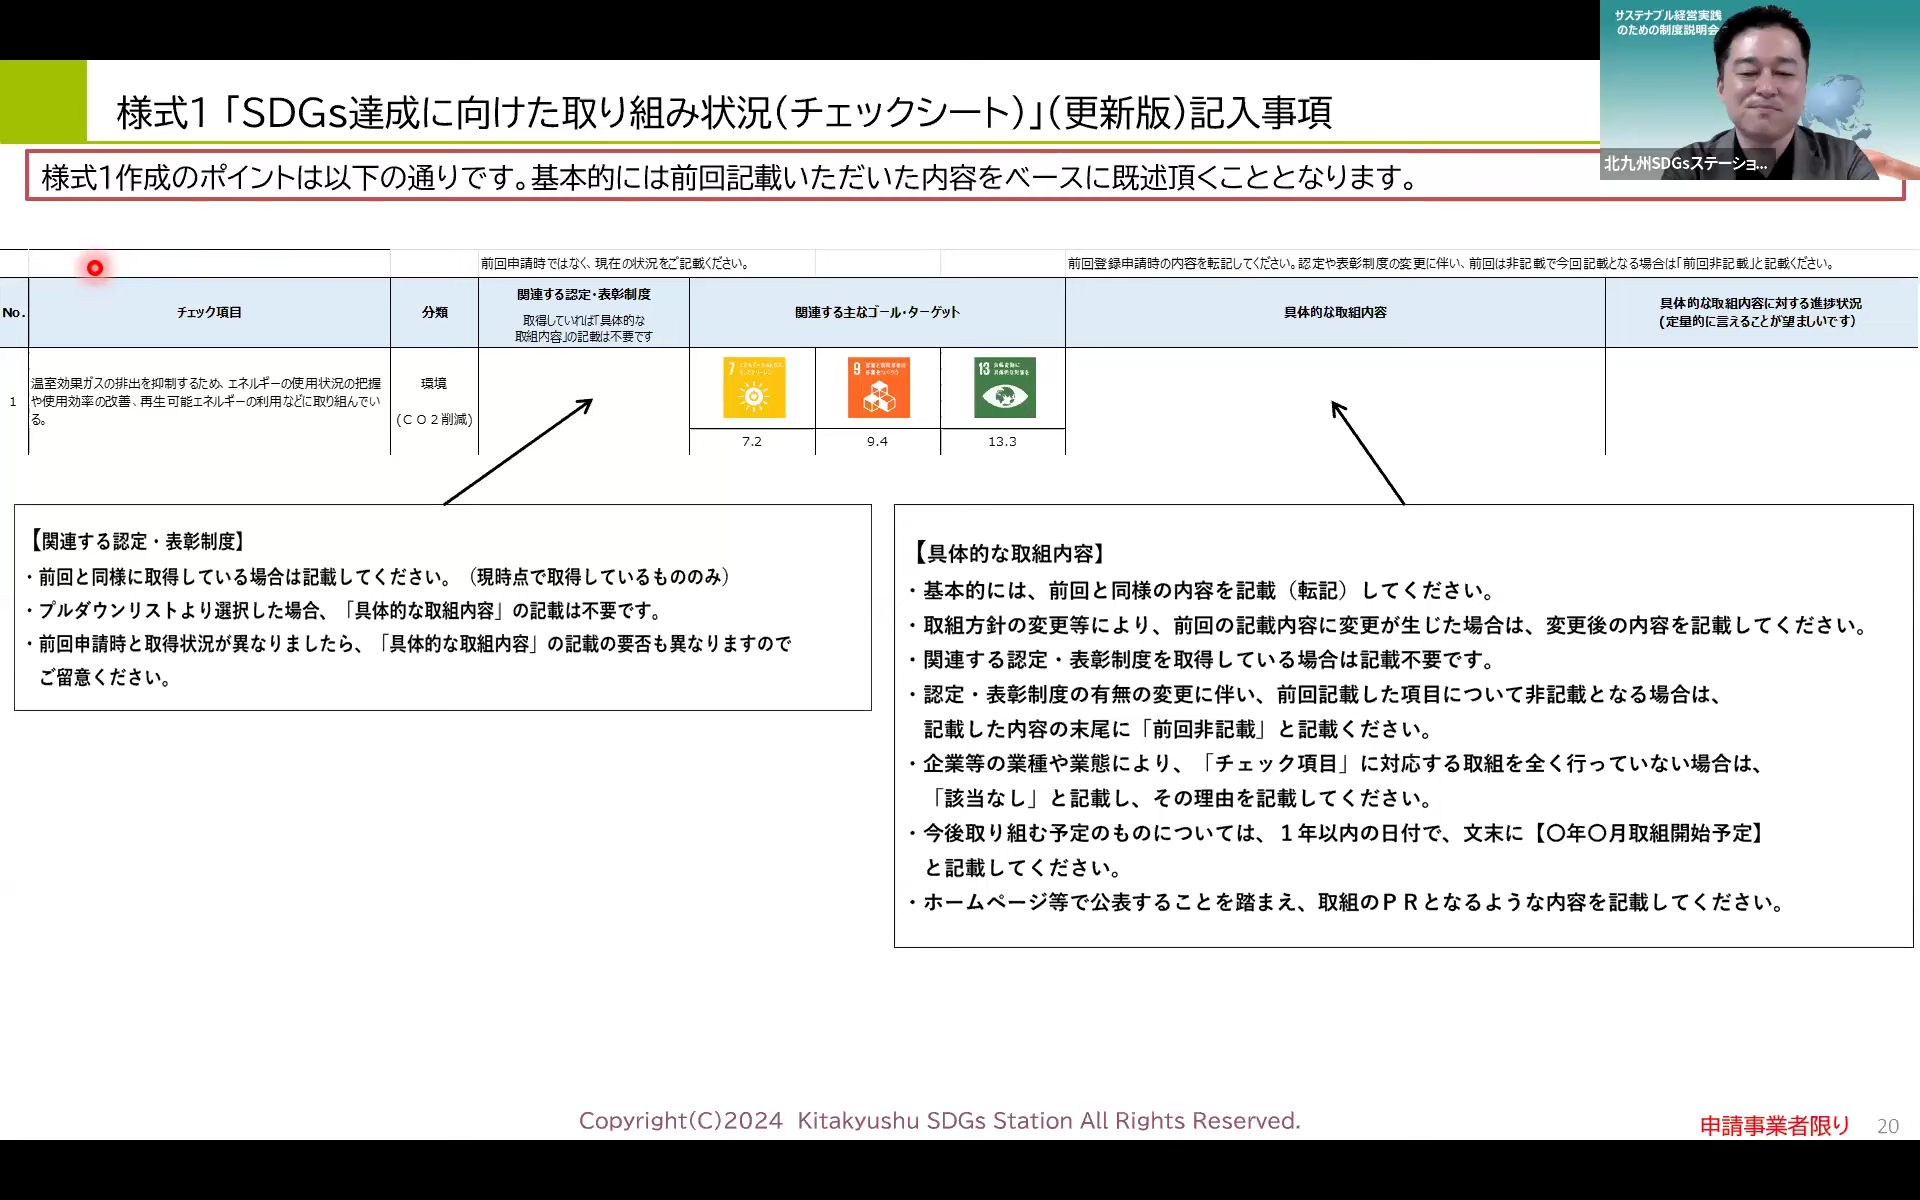 サステナブル経営実践
のための制度説明会
北九州SDGsステーショ...
様式1「SDGs達成に向けた取り組み状況(チェックシート)」(更新版)記入事項
様式1作成のポイントは以下の通りです。基本的には前回記載いただいた内容をベースに既述頂くこととなります。
前回申請時ではなく、現在の状況をご記載ください。
前回登録申請時の内容を転記してください。認定や表彰制度の変更に伴い、前回は非記載で今回記載となる場合は「前回非記載」と記載ください。
No.
チェック項目
分類
関連する認定・表彰制度
取得していれば「具体的な
取組内容」の記載は不要です
関連する主なゴール・ターゲット
具体的な取組内容
具体的な取組内容に対する進捗状況
(定量的に言えることが望ましいです)
1
温室効果ガスの排出を抑制するため、エネルギーの使用状況の把握
や使用効率の改善、再生可能エネルギーの利用などに取り組んでい
る。
環境
(CO2削減)
7
9
13
7.2
9.4
13.3
【関連する認定・表彰制度】
・前回と同様に取得している場合は記載してください。（現時点で取得しているもののみ）
・プルダウンリストより選択した場合、「具体的な取組内容」の記載は不要です。
・前回申請時と取得状況が異なりましたら、「具体的な取組内容」の記載の要否も異なりますので
ご留意ください。
【具体的な取組内容】
・基本的には、前回と同様の内容を記載（転記）してください。
・取組方針の変更等により、前回の記載内容に変更が生じた場合は、変更後の内容を記載してください。
・関連する認定・表彰制度を取得している場合は記載不要です。
・認定・表彰制度の有無の変更に伴い、前回記載した項目について非記載となる場合は、
記載した内容の末尾に「前回非記載」と記載ください。
・企業等の業種や業態により、「チェック項目」に対応する取組を全く行っていない場合は、
「該当なし」と記載し、その理由を記載してください。
・今後取り組む予定のものについては、１年以内の日付で、文末に【〇年〇月取組開始予定】
と記載してください。
・ホームページ等で公表することを踏まえ、取組のＰＲとなるような内容を記載してください。
Copyright(C)2024 Kitakyushu SDGs Station All Rights Reserved.
申請事業者限り
20